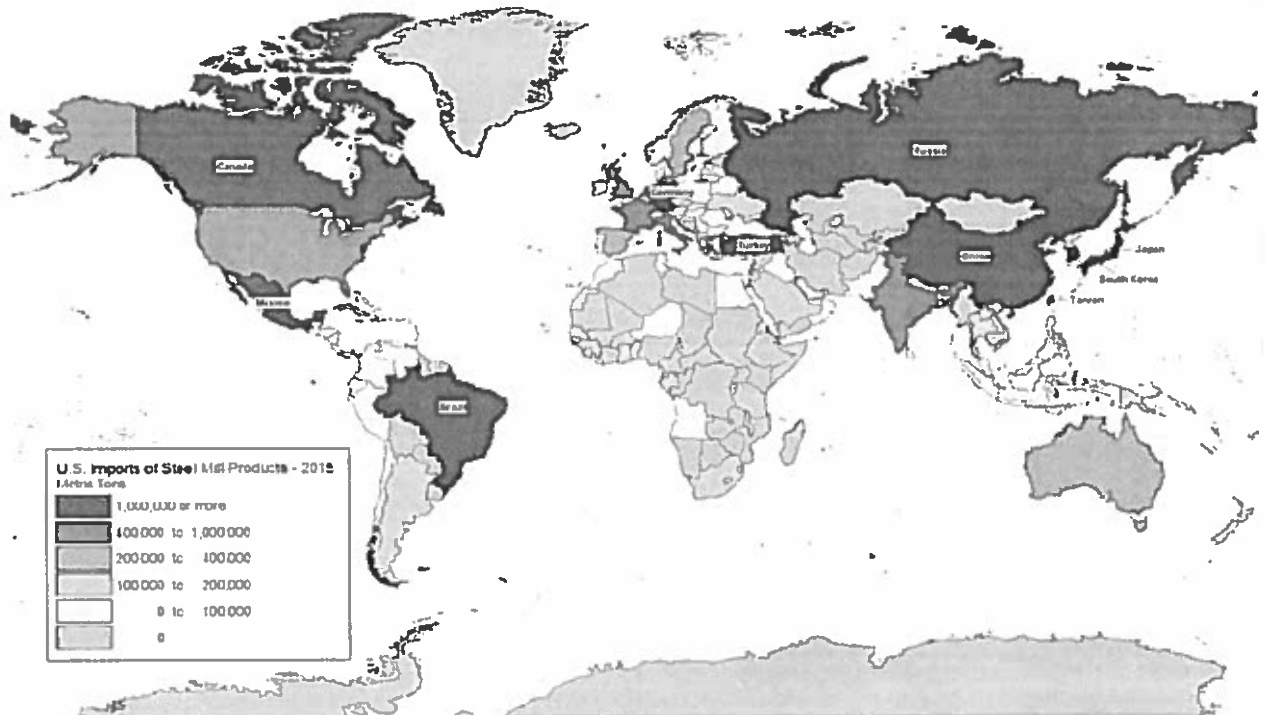 Canada
Russia
Germany
Turkey
China
Japan
South Korea
Taiwan
Mexico
Brazil
U.S. Imports of Steel Mill Products - 2015
Metric Tons
1,000,000 or more
400 000 to 1,000 000
200 000 to 400 000
100 000 to 200,000
0 to 100 000
0